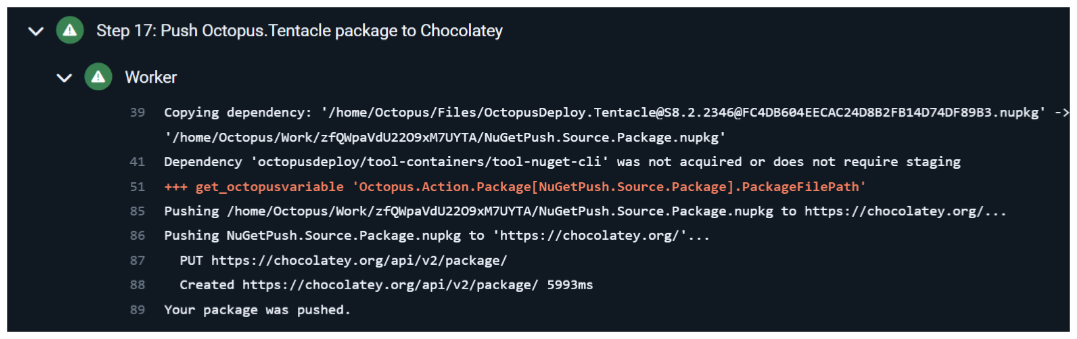 Step 17: Push Octopus.Tentacle package to Chocolatey
Worker
39 Copying dependency: '/home/Octopus/Files/OctopusDeploy.Tentacle@S8.2.2346@FC4DB604EECAC24D8B2FB14D74DF89B3.nupkg' ->
'/home/Octopus/Work/zfQWpaVdU22O9xM7UYTA/NuGetPush.Source.Package.nupkg'
41 Dependency 'octopusdeploy/tool-containers/tool-nuget-cli' was not acquired or does not require staging
51 +++ get_octopusvariable 'Octopus.Action.Package[NuGetPush.Source.Package].PackageFilePath'
85 Pushing /home/Octopus/Work/zfQWpaVdU22O9xM7UYTA/NuGetPush.Source.Package.nupkg to https://chocolatey.org/...
86 Pushing NuGetPush.Source.Package.nupkg to 'https://chocolatey.org/'...
87 PUT https://chocolatey.org/api/v2/package/
88 Created https://chocolatey.org/api/v2/package/ 5993ms
89 Your package was pushed.